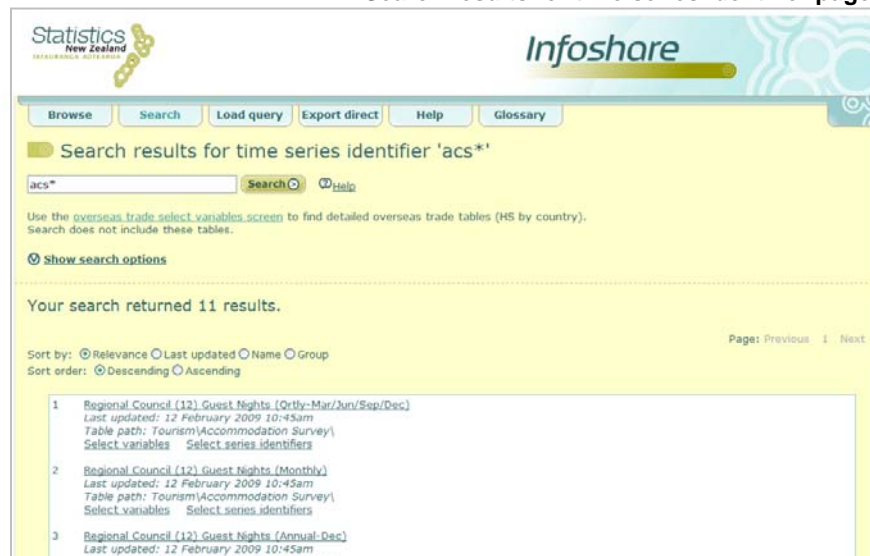 Statistics
New Zealand
TATAURANGA AOTEAROA
Infoshare
Browse Search Load query Export direct Help Glossary
Search results for time series identifier 'acs*'
acs* Search Help
Use the overseas trade select variables screen to find detailed overseas trade tables (HS by country).
Search does not include these tables.
Show search options
Your search returned 11 results.
Page: Previous 1 Next
Sort by: Relevance Last updated Name Group
Sort order: Descending Ascending
1 Regional Council (12) Guest Nights (Qrtly-Mar/Jun/Sep/Dec)
Last updated: 12 February 2009 10:45am
Table path: Tourism\Accommodation Survey\
Select variables Select series identifiers
2 Regional Council (12) Guest Nights (Monthly)
Last updated: 12 February 2009 10:45am
Table path: Tourism\Accommodation Survey\
Select variables Select series identifiers
3 Regional Council (12) Guest Nights (Annual-Dec)
Last updated: 12 February 2009 10:45am